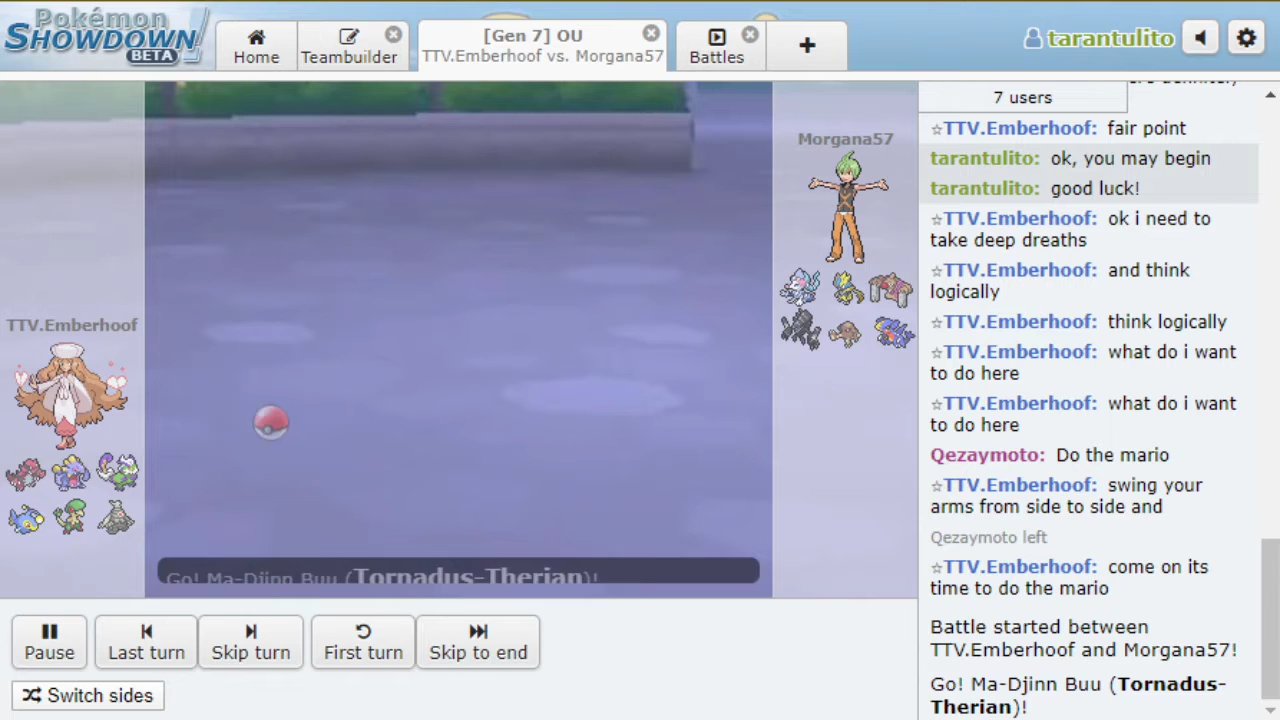 Pokémon
SHOWDOWN!
BETA
Home
Teambuilder
[Gen 7] OU
TTV.Emberhoof vs. Morgana57
Battles
+
tarantulito
TTV.Emberhoof
Morgana57
Go! Ma-Djinn Buu (Tornadus-Therian)!
Pause
Last turn
Skip turn
First turn
Skip to end
Switch sides
7 users
☆TTV.Emberhoof: fair point
tarantulito: ok, you may begin
tarantulito: good luck!
☆TTV.Emberhoof: ok i need to
take deep dreaths
☆TTV.Emberhoof: and think
logically
☆TTV.Emberhoof: think logically
☆TTV.Emberhoof: what do i want
to do here
☆TTV.Emberhoof: what do i want
to do here
Qezaymoto: Do the mario
☆TTV.Emberhoof: swing your
arms from side to side and
Qezaymoto left
☆TTV.Emberhoof: come on its
time to do the mario
Battle started between
TTV.Emberhoof and Morgana57!
Go! Ma-Djinn Buu (Tornadus-
Therian)!